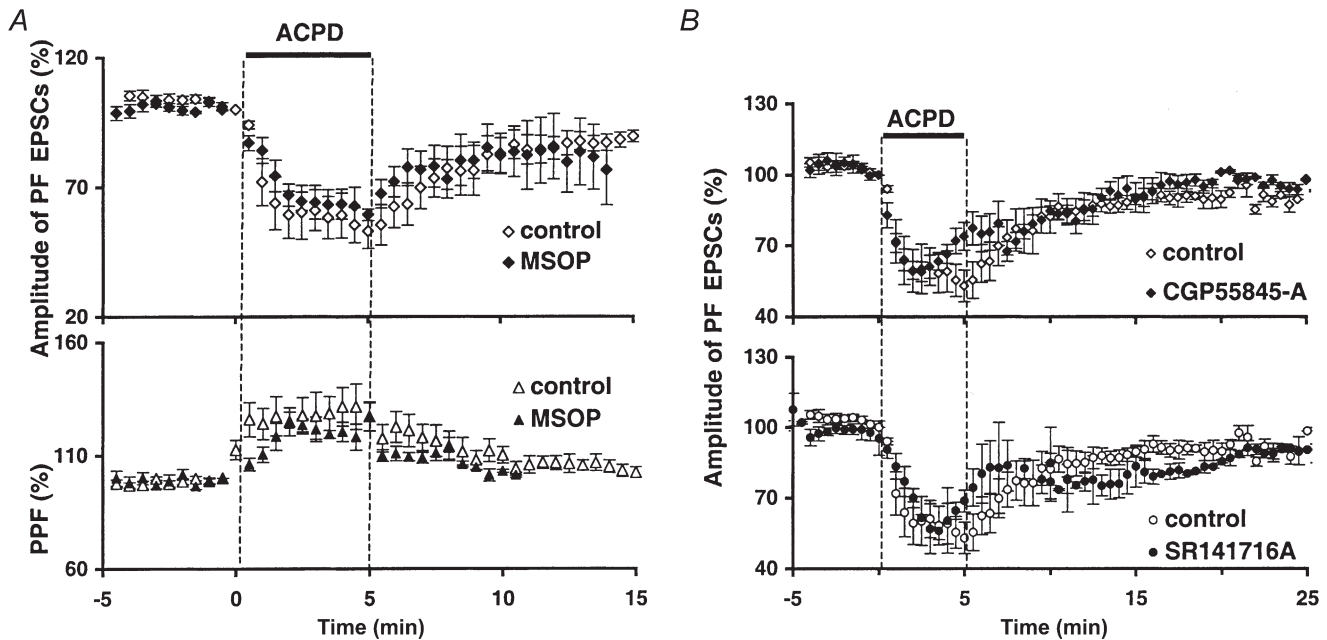 A
ACPD
Amplitude of PF EPSCs (%)
120
70
20
control
MSOP
PPF (%)
160
110
60
control
MSOP
-5 0 5 10 15
Time (min)
B
ACPD
Amplitude of PF EPSCs (%)
130
100
70
40
control
CGP55845-A
130
100
70
40
control
SR141716A
-5 5 15 25
Time (min)